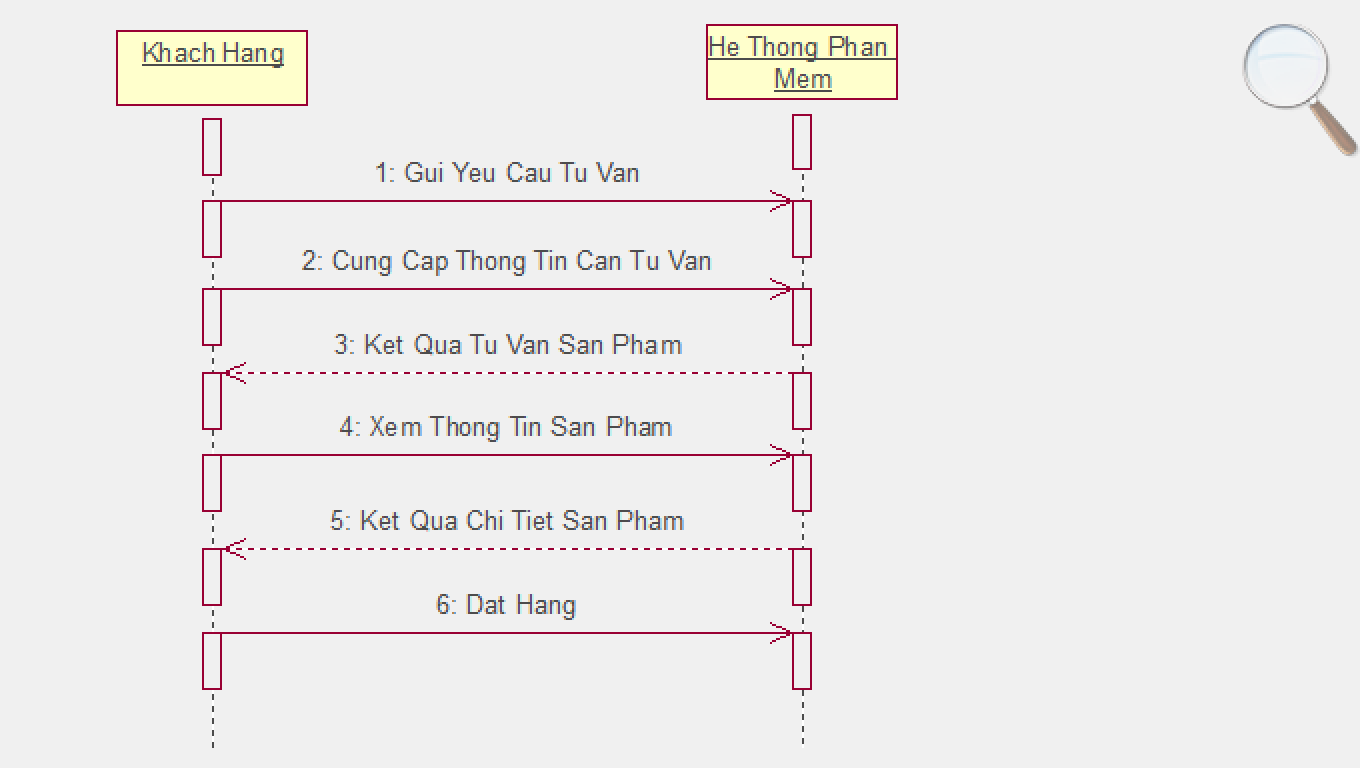 Khach Hang
He Thong Phan
Mem
1: Gui Yeu Cau Tu Van
2: Cung Cap Thong Tin Can Tu Van
3: Ket Qua Tu Van San Pham
4: Xem Thong Tin San Pham
5: Ket Qua Chi Tiet San Pham
6: Dat Hang